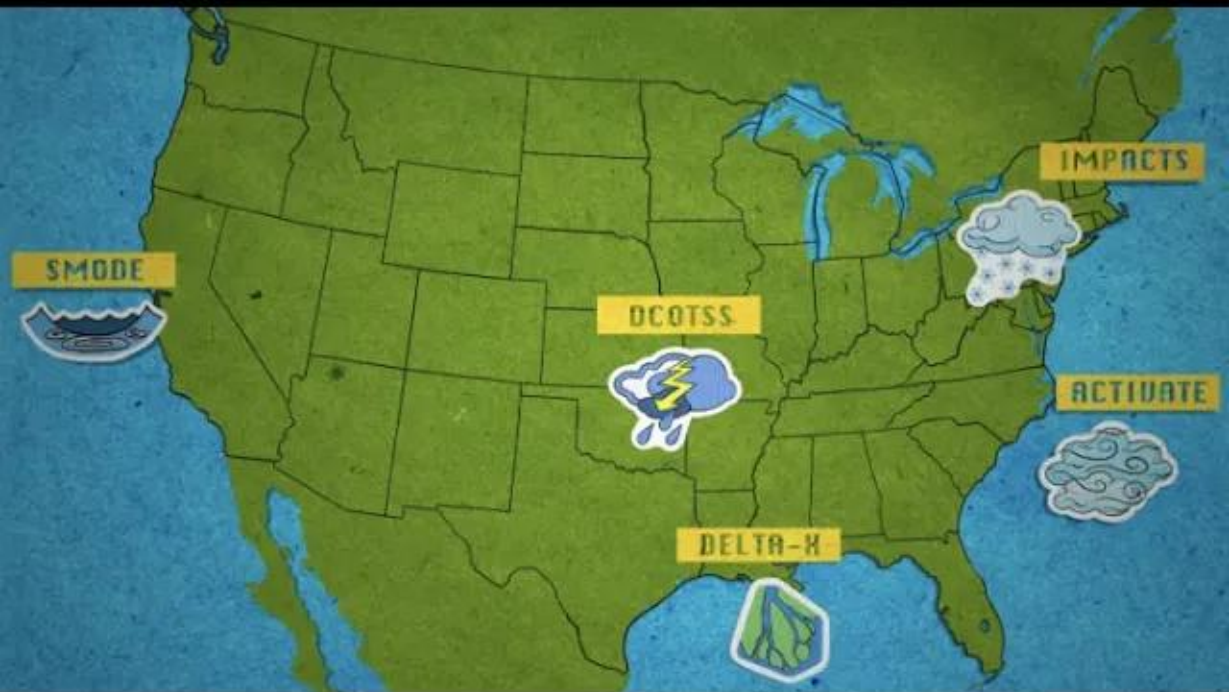 IMPACTS
SMODE
DCOTSS
ACTIVATE
DELTA-X